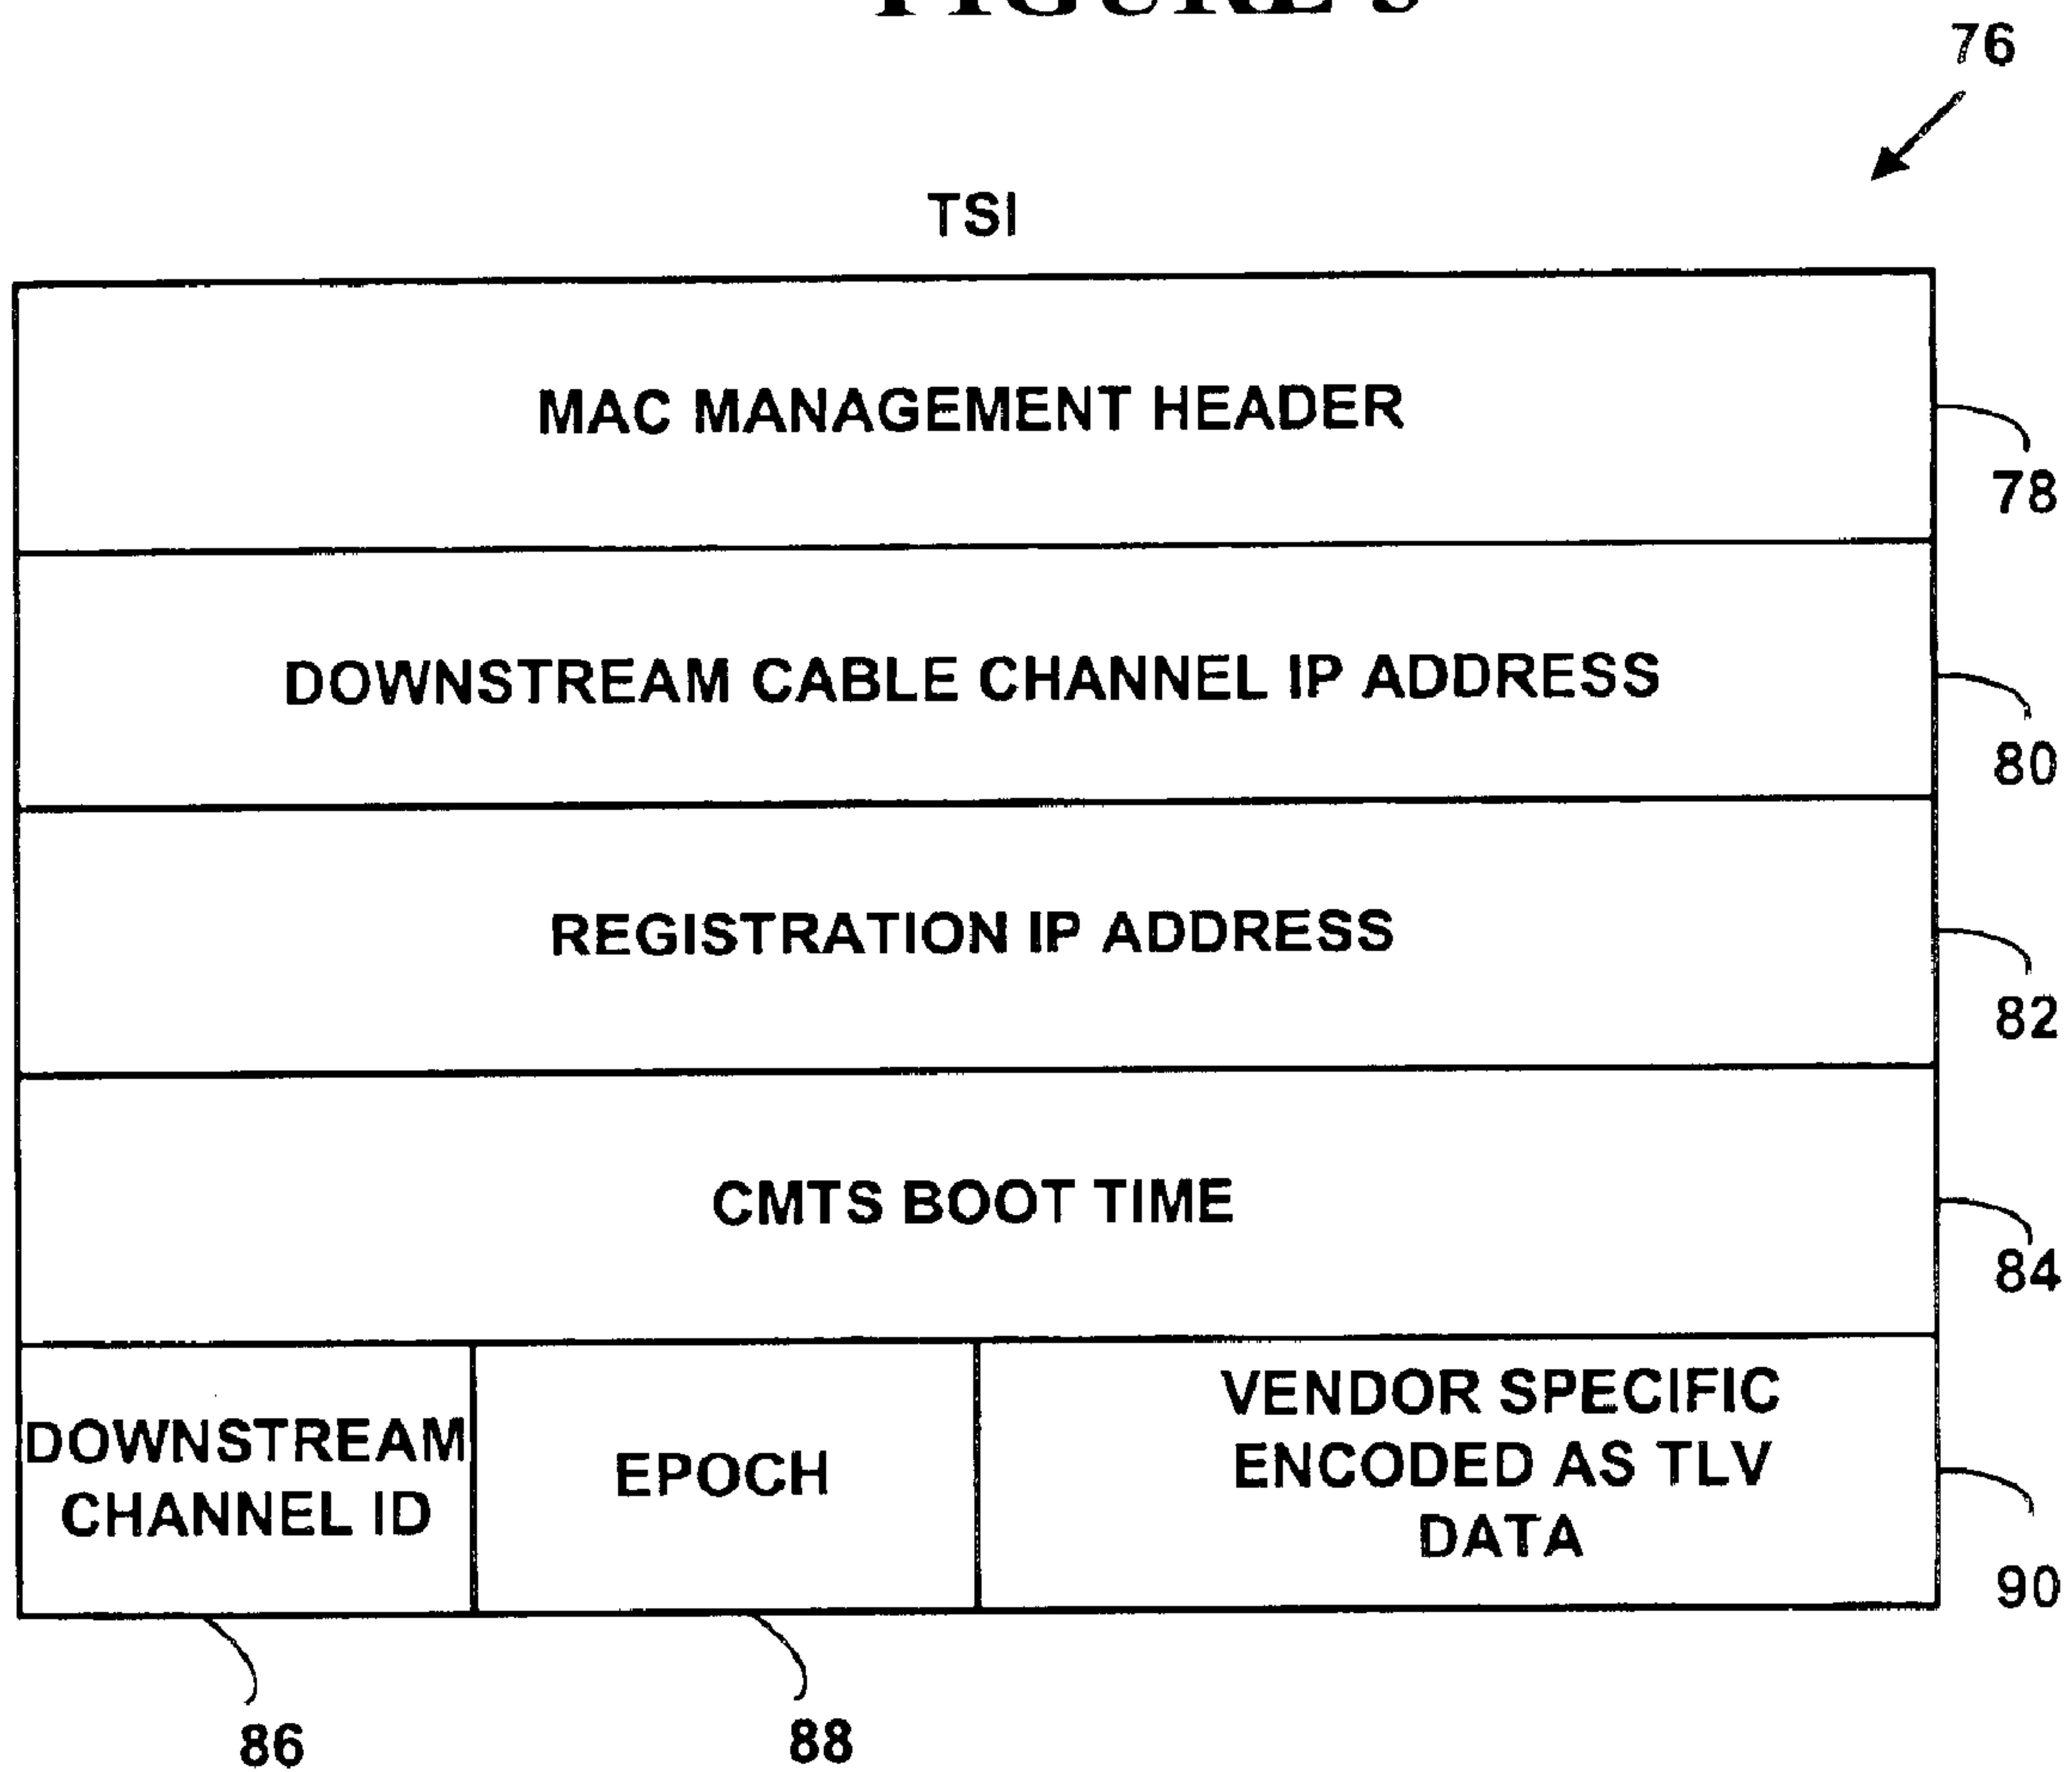 76
TSI
MAC MANAGEMENT HEADER
78
DOWNSTREAM CABLE CHANNEL IP ADDRESS
80
REGISTRATION IP ADDRESS
82
CMTS BOOT TIME
84
DOWNSTREAM
CHANNEL ID
EPOCH
VENDOR SPECIFIC
ENCODED AS TLV
DATA
90
86
88